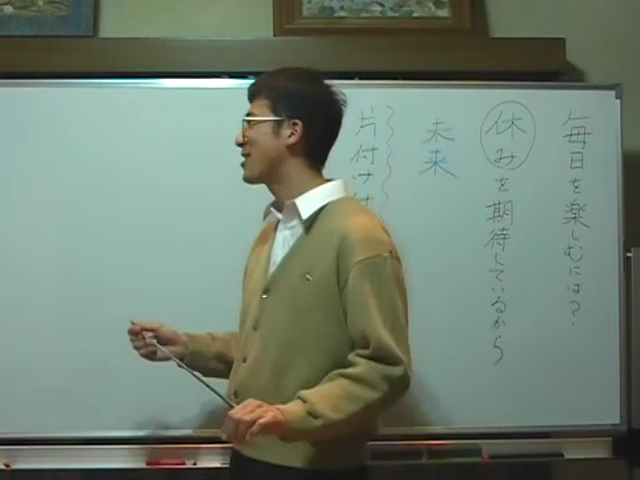 毎日を楽しむには?
休みを期待しているから
未来
片付けは